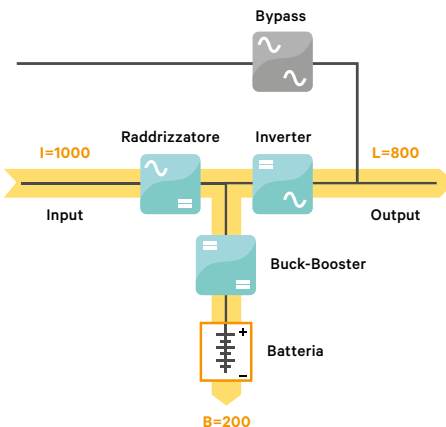 Bypass
Raddrizzatore
Inverter
I=1000
L=800
Input
Output
Buck-Booster
+
Batteria
–
B=200